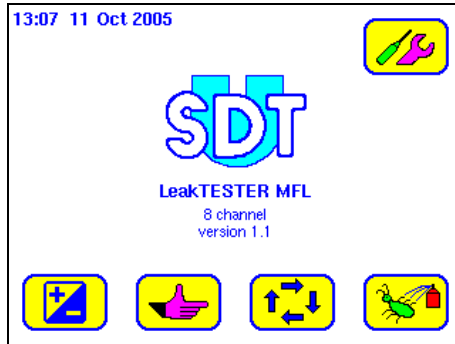 13:07 11 Oct 2005
SDT
LeakTESTER MFL
8 channel
version 1.1